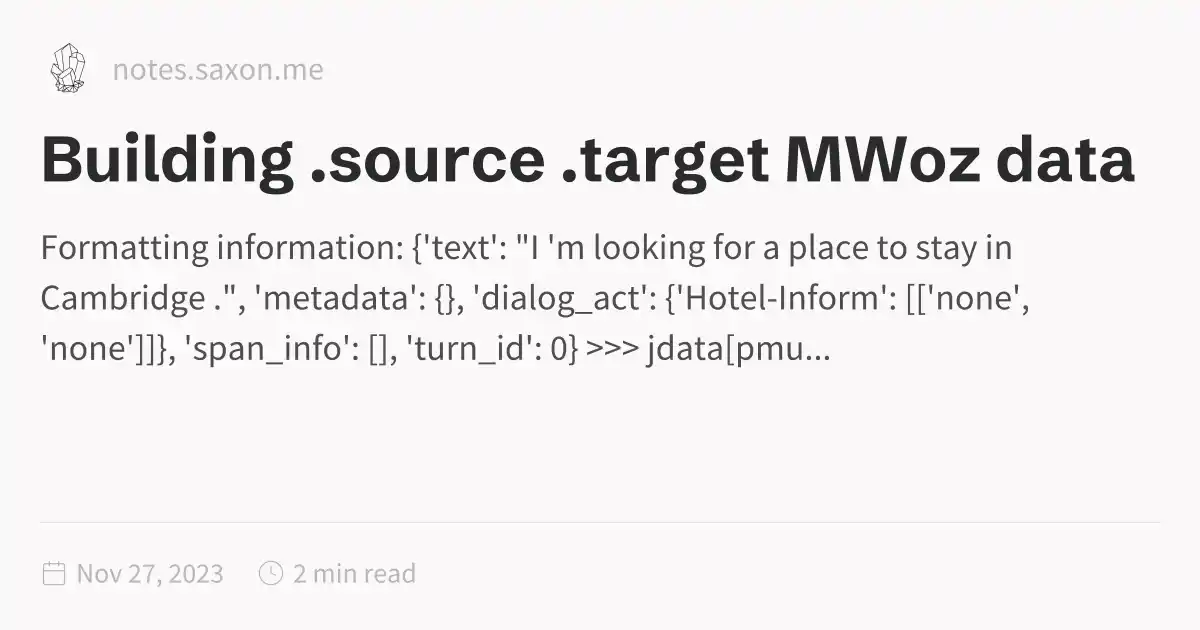 notes.saxon.me
Building .source .target MWoz data
Formatting information: {'text': "I 'm looking for a place to stay in
Cambridge .", 'metadata': {}, 'dialog_act': {'Hotel-Inform': [['none',
'none']]}, 'span_info': [], 'turn_id': 0} >>> jdata[pmu...
Nov 27, 2023 2 min read